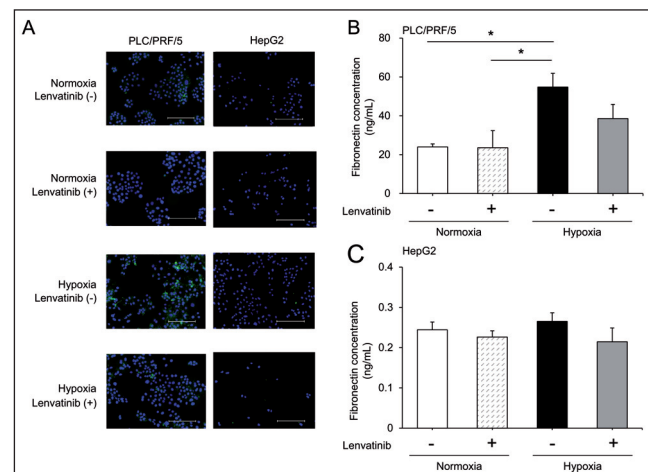 A
PLC/PRF/5 HepG2
Normoxia
Lenvatinib (-)
Normoxia
Lenvatinib (+)
Hypoxia
Lenvatinib (-)
Hypoxia
Lenvatinib (+)
B
PLC/PRF/5
Fibronectin concentration
(ng/mL)
80
60
40
20
0
*
*
Lenvatinib - + - +
Normoxia Hypoxia
C
HepG2
Fibronectin concentration
(ng/mL)
0.4
0.3
0.2
0.1
0
Lenvatinib - + - +
Normoxia Hypoxia